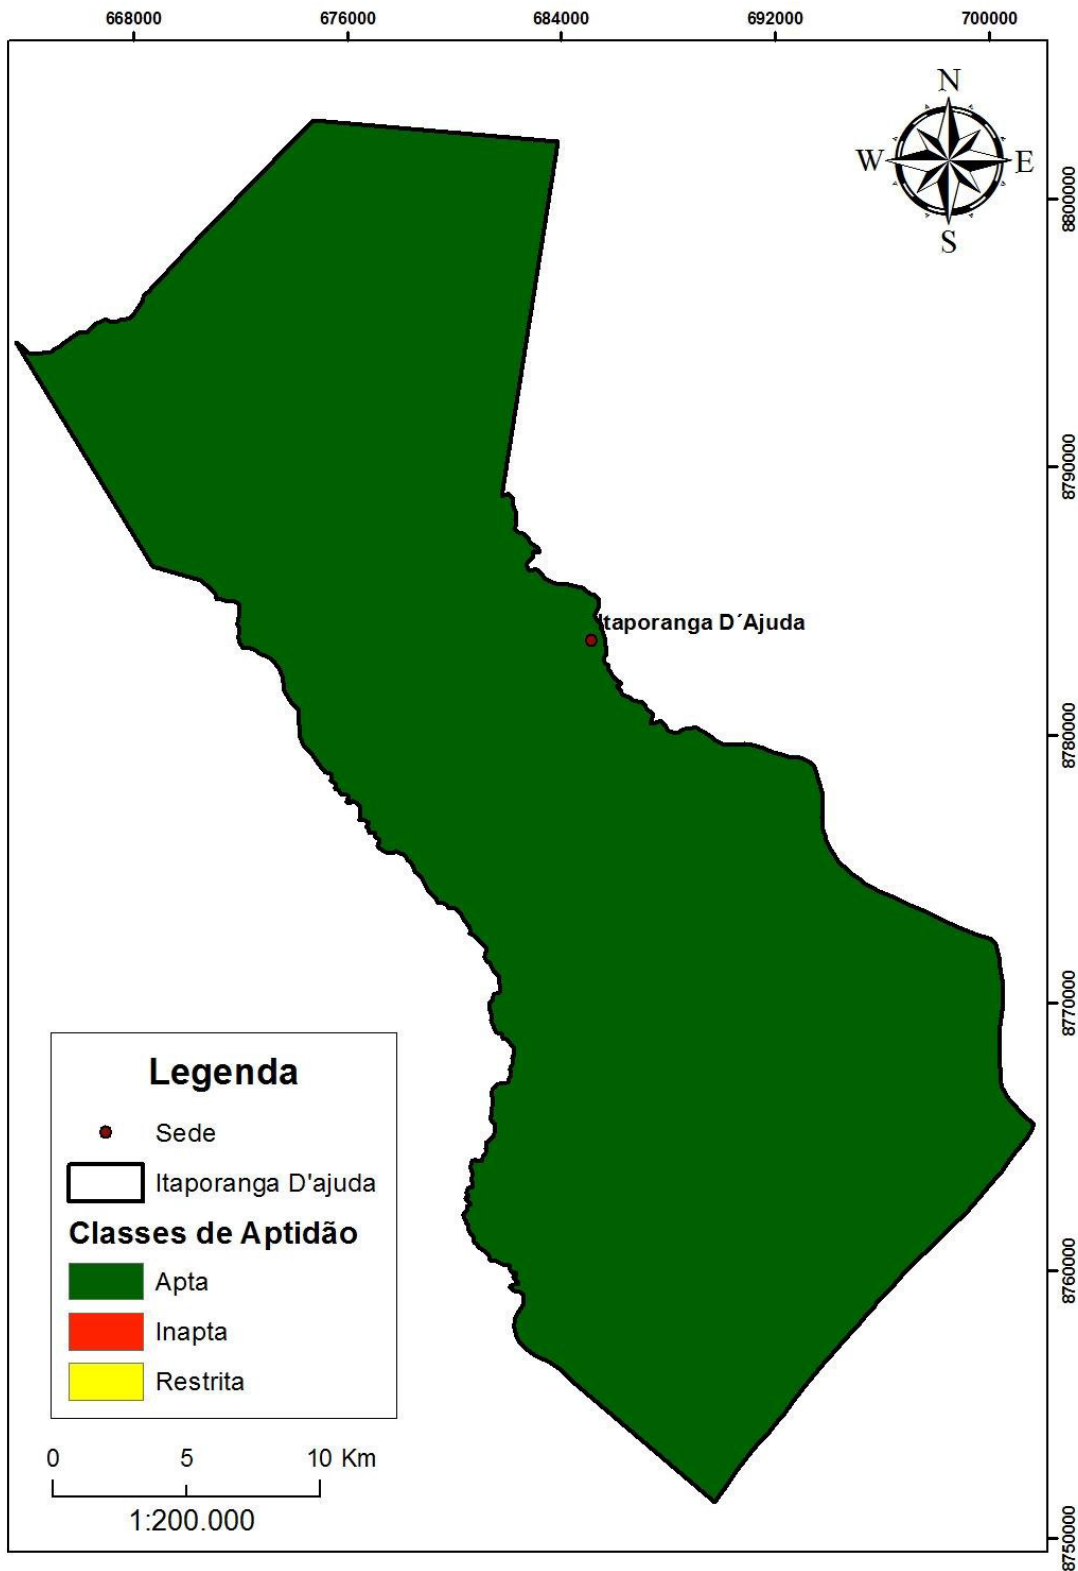 668000 676000 684000 692000 700000
N
W E
S
8800000
8790000
Itaporanga D´Ajuda
8780000
8770000
Legenda
Sede
Itaporanga D'ajuda
Classes de Aptidão
Apta
Inapta
Restrita
8760000
0 5 10 Km
1:200.000
8750000